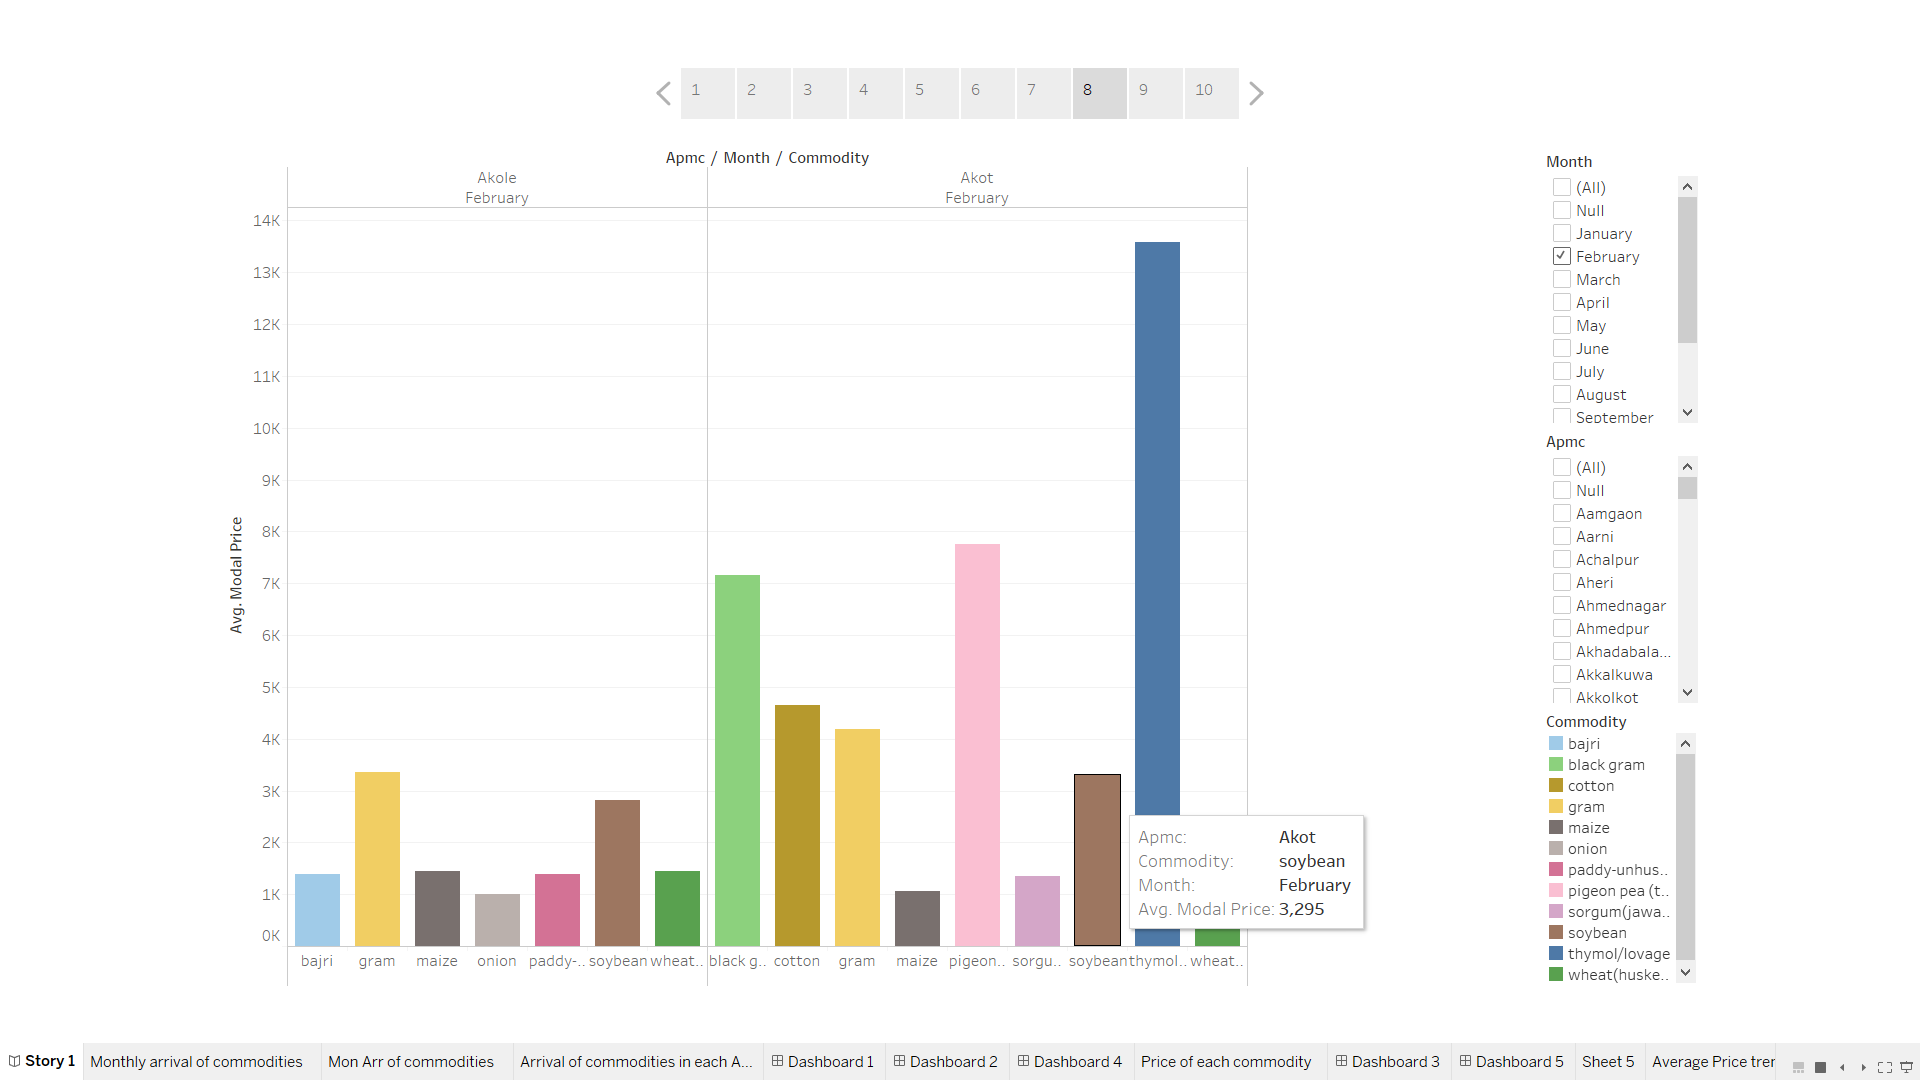 1 2 3 4 5 6 7 8 9 10
Apmc / Month / Commodity
Akole
February
Akot
February
14K
13K
12K
11K
10K
9K
8K
7K
6K
5K
4K
3K
2K
1K
0K
Avg. Modal Price
bajri gram maize onion paddy-.. soybean wheat.. black g.. cotton gram maize pigeon.. sorgu.. soybean thymol.. wheat..
Apmc: Akot
Commodity: soybean
Month: February
Avg. Modal Price: 3,295
Month
(All)
Null
January
February
March
April
May
June
July
August
September
Apmc
(All)
Null
Aamgaon
Aarni
Achalpur
Aheri
Ahmednagar
Ahmedpur
Akhadabala...
Akkalkuwa
Akkolkot
Commodity
bajri
black gram
cotton
gram
maize
onion
paddy-unhus..
pigeon pea (t..
sorgum(jawa..
soybean
thymol/lovage
wheat(huske..
Story 1 Monthly arrival of commodities Mon Arr of commodities Arrival of commodities in each A... Dashboard 1 Dashboard 2 Dashboard 4 Price of each commodity Dashboard 3 Dashboard 5 Sheet 5 Average Price trer